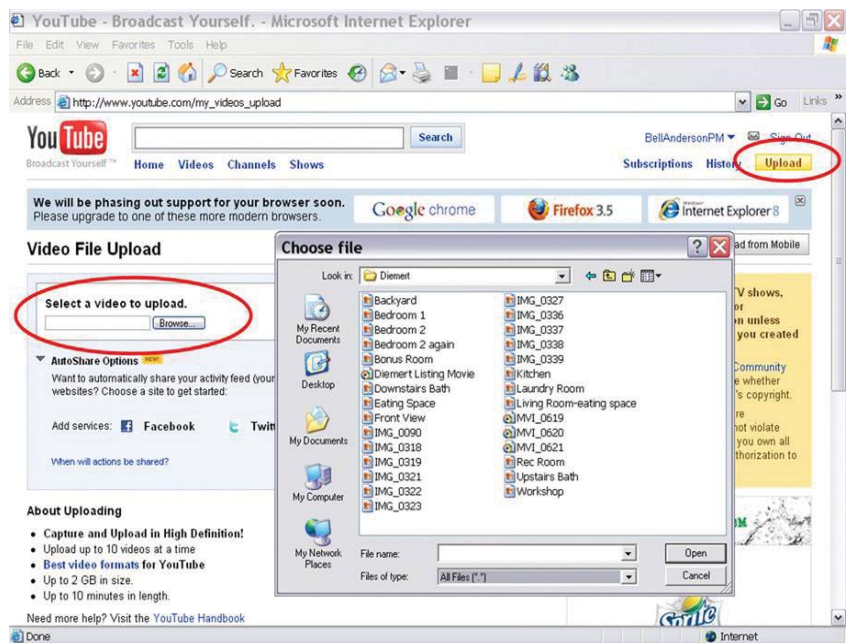 YouTube - Broadcast Yourself. - Microsoft Internet Explorer
File Edit View Favorites Tools Help
Back Search Favorites
Address http://www.youtube.com/my_videos_upload Go Links »
You Tube Search BellAndersonPM Sign Out
Broadcast Yourself ™ Home Videos Channels Shows Subscriptions History Upload
We will be phasing out support for your browser soon.
Please upgrade to one of these more modern browsers.
Google chrome Firefox 3.5 Internet Explorer 8
Video File Upload
ad from Mobile
Select a video to upload.
Browse...
AutoShare Options NEW!
Want to automatically share your activity feed (your
websites? Choose a site to get started:
Add services: Facebook Twit
When will actions be shared?
About Uploading
• Capture and Upload in High Definition!
• Upload up to 10 videos at a time
• Best video formats for YouTube
• Up to 2 GB in size.
• Up to 10 minutes in length.
Need more help? Visit the YouTube Handbook
Choose file
Look in: Diemert
My Recent
Documents
Desktop
My Documents
My Computer
My Network
Places
Backyard
Bedroom 1
Bedroom 2
Bedroom 2 again
Bonus Room
Diemert Listing Movie
Downstairs Bath
Eating Space
Front View
IMG_0090
IMG_0318
IMG_0319
IMG_0321
IMG_0322
IMG_0323
IMG_0327
IMG_0336
IMG_0337
IMG_0338
IMG_0339
Kitchen
Laundry Room
Living Room-eating space
MVI_0619
MVI_0620
MVI_0621
Rec Room
Upstairs Bath
Workshop
File name: Open
Files of type: All Files (*.*) Cancel
TV shows,
or
on unless
you created
Community
e whether
's copyright.
re
not violate
you own all
thorization to
Sprite
Done Internet